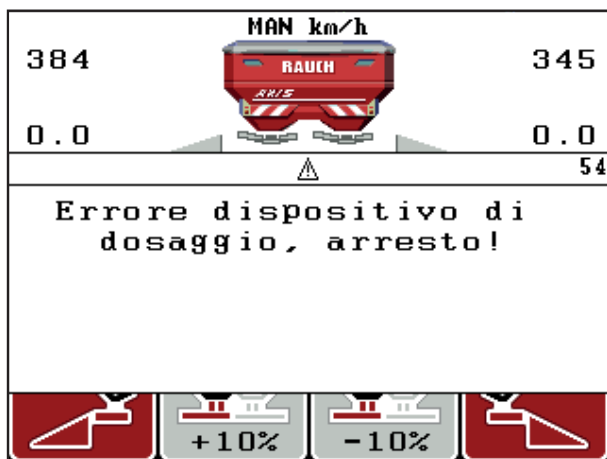 MAN km/h
384
345
RAUCH
AXIS
0.0
0.0
54
Errore dispositivo di
dosaggio, arresto!
+10%
-10%